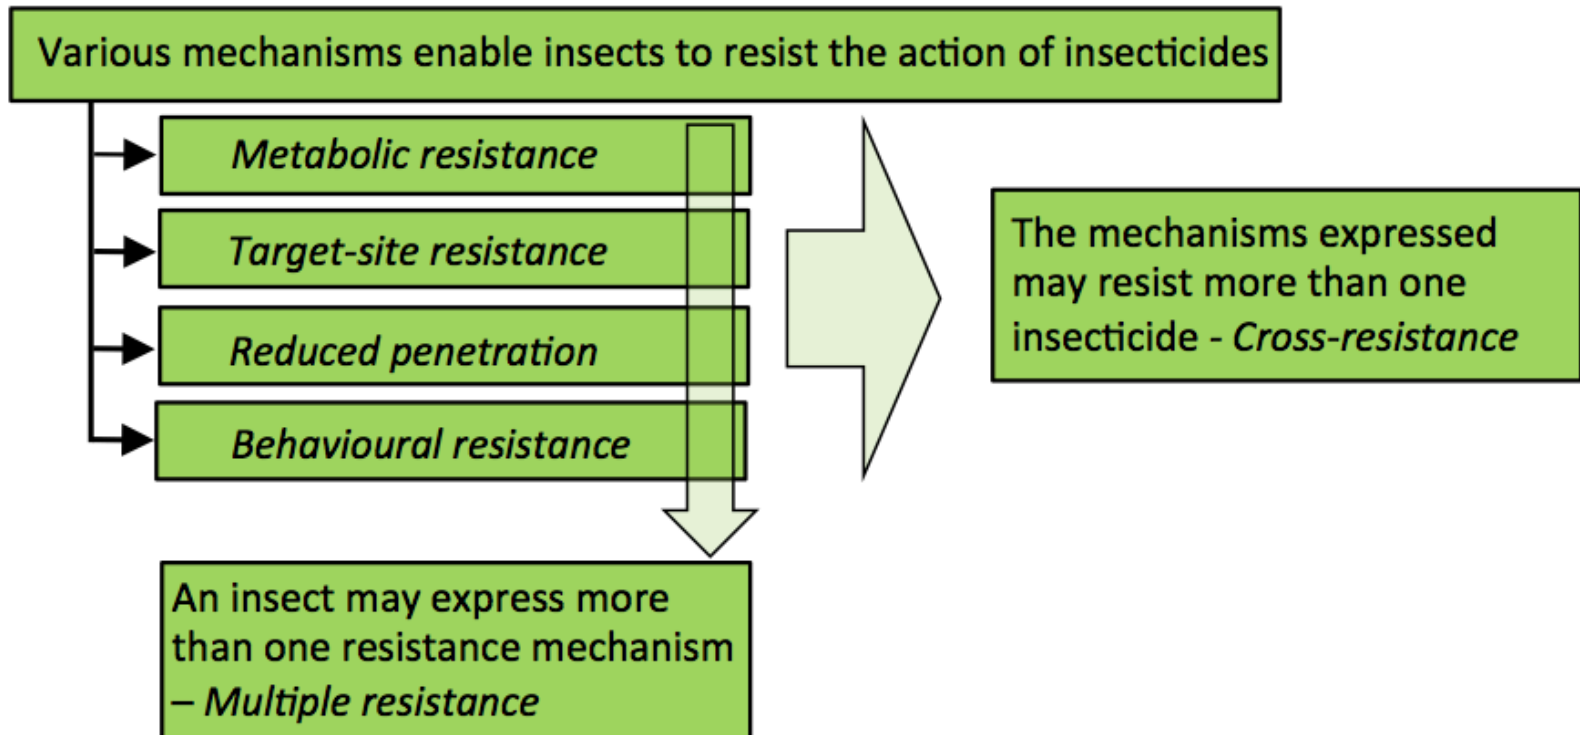 Various mechanisms enable insects to resist the action of insecticides
Metabolic resistance
Target-site resistance
Reduced penetration
Behavioural resistance
The mechanisms expressed
may resist more than one
insecticide - Cross-resistance
An insect may express more
than one resistance mechanism
– Multiple resistance